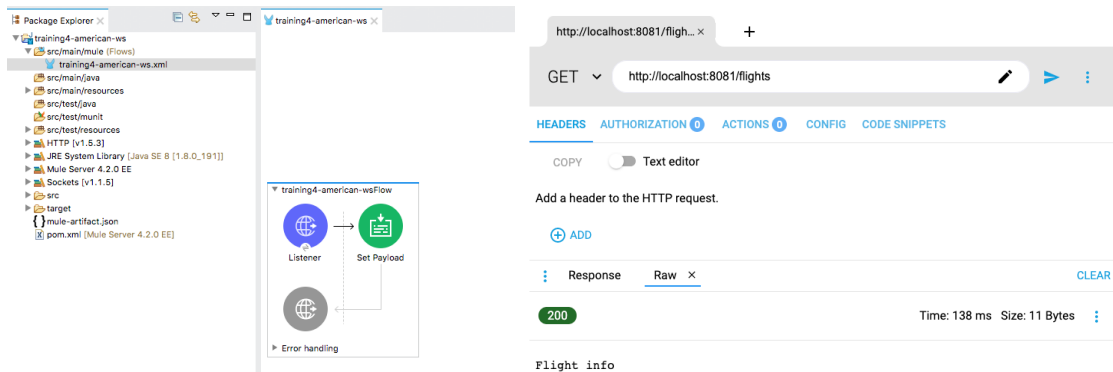 Package Explorer
training4-american-ws
src/main/mule (Flows)
training4-american-ws.xml
src/main/java
src/main/resources
src/test/java
src/test/munit
src/test/resources
HTTP [v1.5.3]
JRE System Library [Java SE 8 [1.8.0_191]]
Mule Server 4.2.0 EE
Sockets [v1.1.5]
src
target
mule-artifact.json
pom.xml [Mule Server 4.2.0 EE]
training4-american-ws
training4-american-wsFlow
Listener Set Payload
Error handling
http://localhost:8081/fligh...
GET http://localhost:8081/flights
HEADERS AUTHORIZATION 0 ACTIONS 0 CONFIG CODE SNIPPETS
COPY Text editor
Add a header to the HTTP request.
ADD
Response Raw CLEAR
200 Time: 138 ms Size: 11 Bytes
Flight info